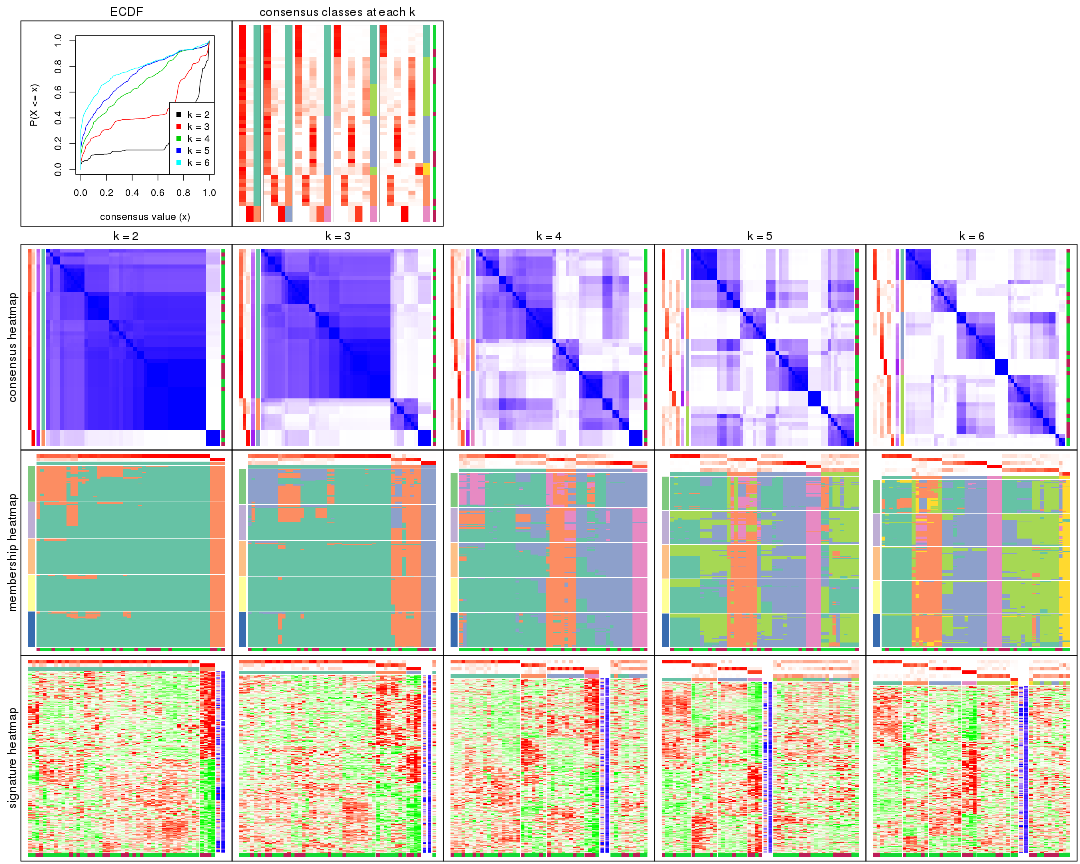 ECDF
consensus classes at each k
P(X <= x)
0.0 0.2 0.4 0.6 0.8 1.0
k = 2
k = 3
k = 4
k = 5
k = 6
0.0 0.2 0.4 0.6 0.8 1.0
consensus value (x)
k = 2
k = 3
k = 4
k = 5
k = 6
consensus heatmap
membership heatmap
signature heatmap